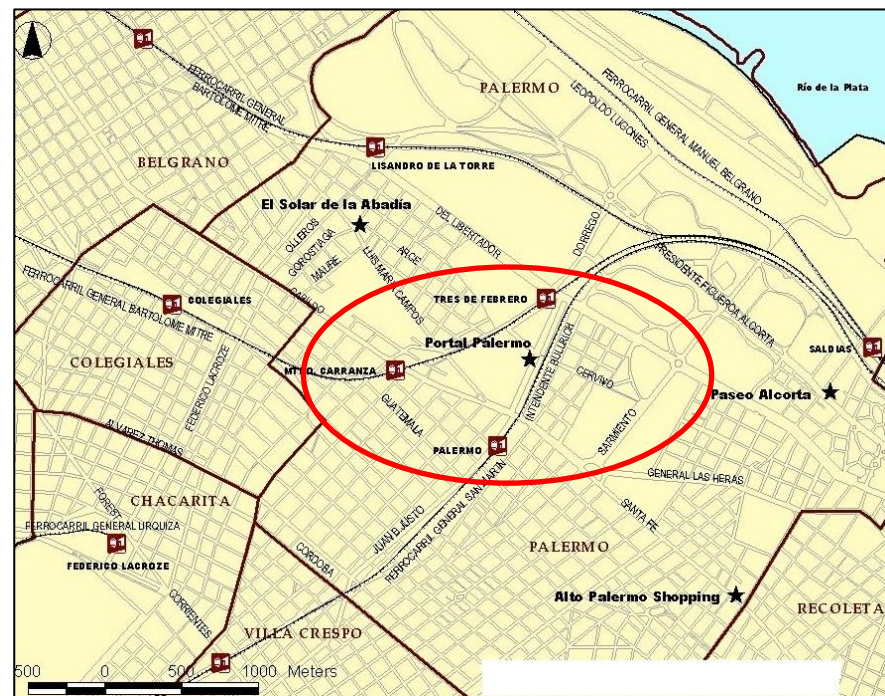 PALERMO
Río de la Plata
FERROCARRIL GENERAL
BARTOLOME MITRE
FERROCARRIL GENERAL MANUEL BELGRANO
LEOPOLDO LUGONES
BELGRANO
LISANDRO DE LA TORRE
El Solar de la Abadía
OLLEROS
GOROSTIAGA
MAURE
ARCE
LUIS MARIA CAMPOS
DEL LIBERTADOR
DORREGO
PRESIDENTE FIGUEROA ALCORTA
FERROCARRIL GENERAL BARTOLOME MITRE
COLEGIALES
CABILDO
TRES DE FEBRERO
Portal Palermo
INTENDENTE BULLRICH
SALDIAS
COLEGIALES
FEDERICO LACROZE
MTRO. CARRANZA
CERVIÑO
Paseo Alcorta
GUATEMALA
SARMIENTO
ALVAREZ THOMAS
PALERMO
GENERAL LAS HERAS
CHACARITA
FOREST
FERROCARRIL GENERAL URQUIZA
JUAN B JUSTO
FERROCARRIL GENERAL SAN MARTIN
SANTA FE
PALERMO
FEDERICO LACROZE
CORDOBA
CORRIENTES
Alto Palermo Shopping
RECOLETA
VILLA CRESPO
500 0 500 1000 Meters